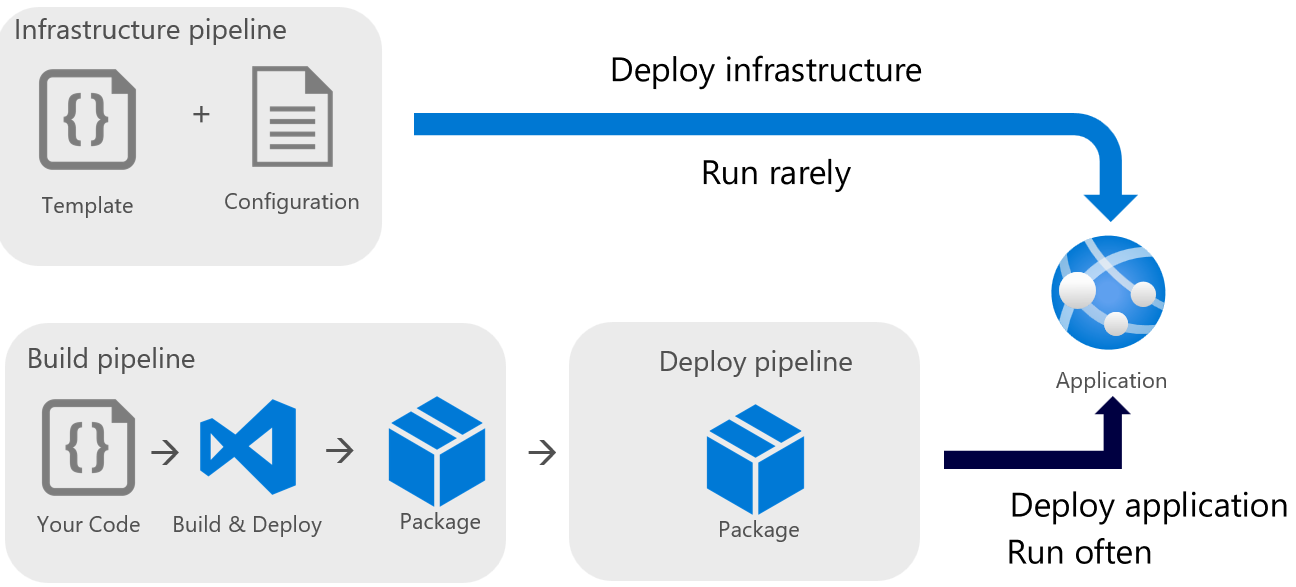 Infrastructure pipeline
{}
+
Template
Configuration
Deploy infrastructure
Run rarely
Application
Build pipeline
{}
Your Code
Build & Deploy
Package
Deploy pipeline
Package
Deploy application
Run often